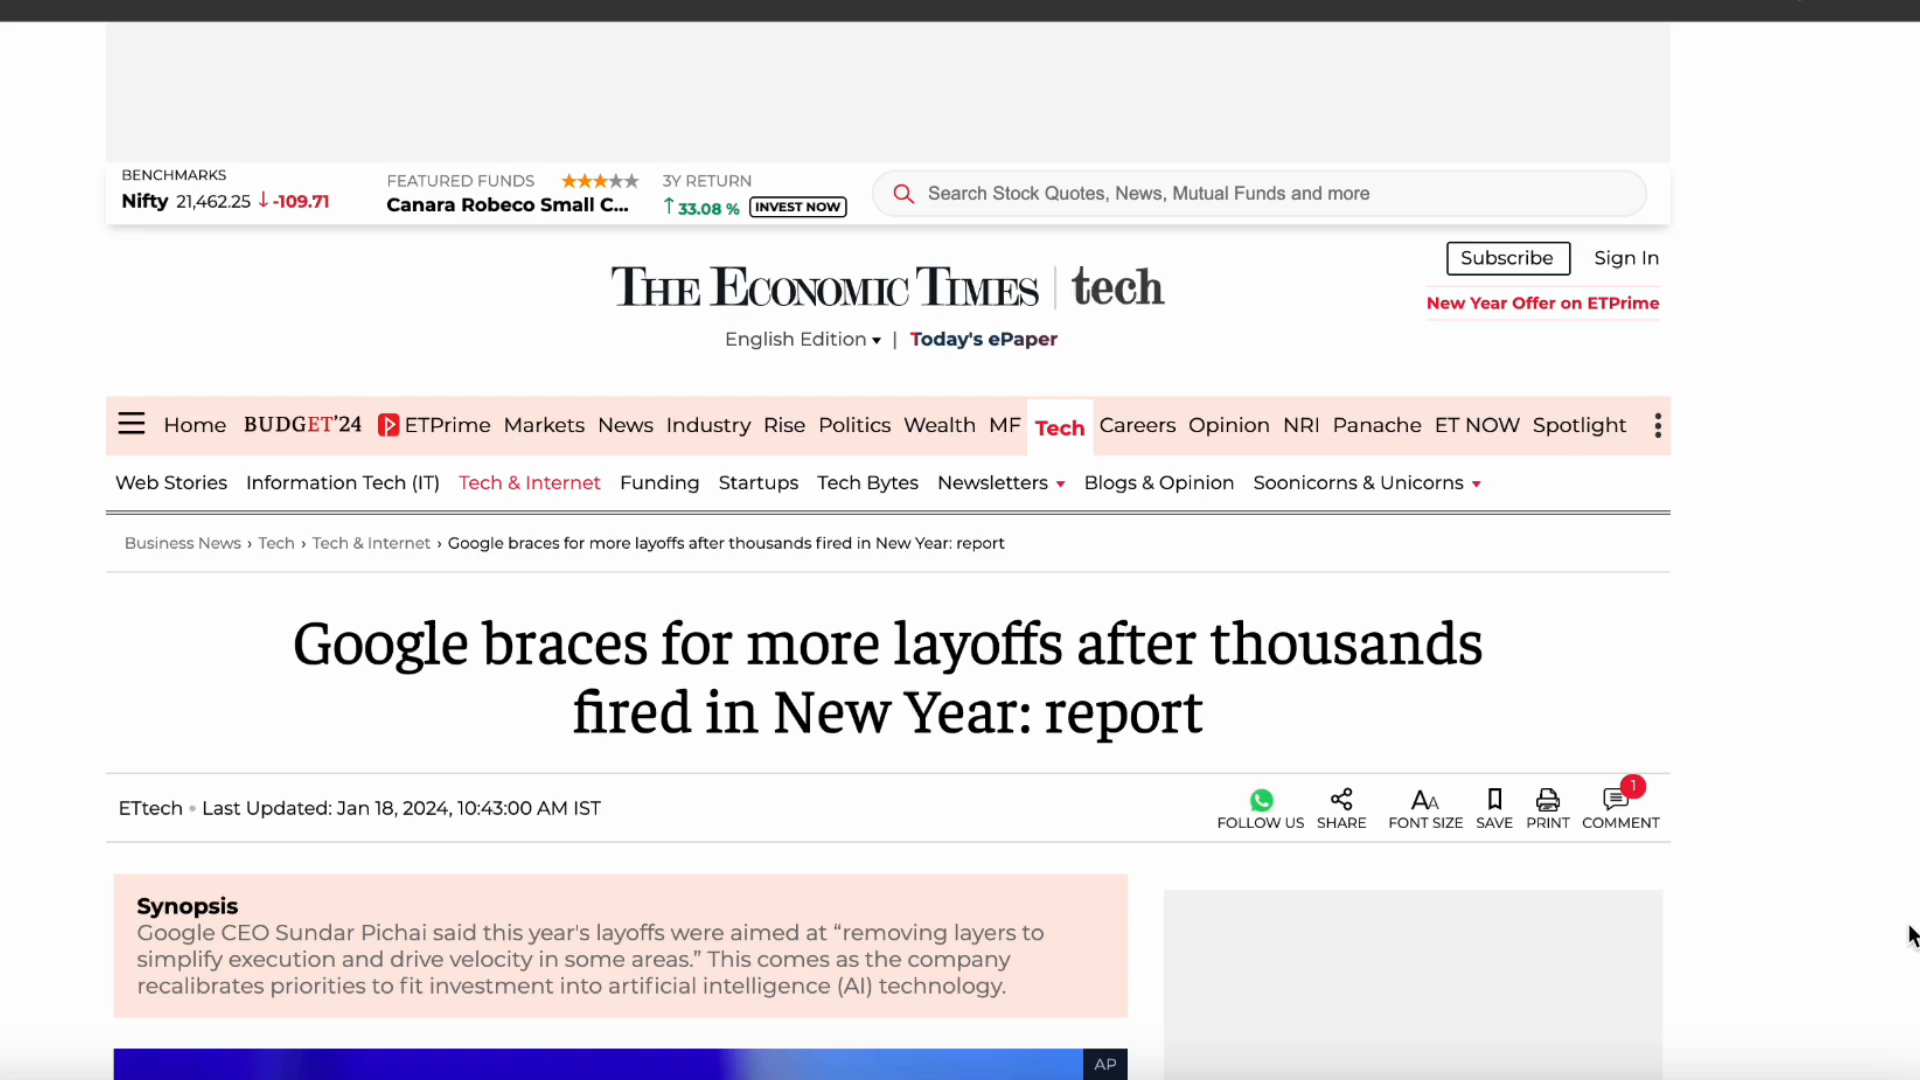 BENCHMARKS
Nifty 21,462.25 ↓ -109.71
FEATURED FUNDS
Canara Robeco Small C...
3Y RETURN
↑ 33.08 % INVEST NOW
Search Stock Quotes, News, Mutual Funds and more
Subscribe Sign In
New Year Offer on ETPrime
THE ECONOMIC TIMES | tech
English Edition ▾ | Today's ePaper
Home BUDGET'24 ETPrime Markets News Industry Rise Politics Wealth MF Tech Careers Opinion NRI Panache ET NOW Spotlight
Web Stories Information Tech (IT) Tech & Internet Funding Startups Tech Bytes Newsletters ▾ Blogs & Opinion Soonicorns & Unicorns ▾
Business News › Tech › Tech & Internet › Google braces for more layoffs after thousands fired in New Year: report
Google braces for more layoffs after thousands
fired in New Year: report
ETtech • Last Updated: Jan 18, 2024, 10:43:00 AM IST
FOLLOW US SHARE FONT SIZE SAVE PRINT COMMENT
1
Synopsis
Google CEO Sundar Pichai said this year's layoffs were aimed at “removing layers to
simplify execution and drive velocity in some areas.” This comes as the company
recalibrates priorities to fit investment into artificial intelligence (AI) technology.
AP